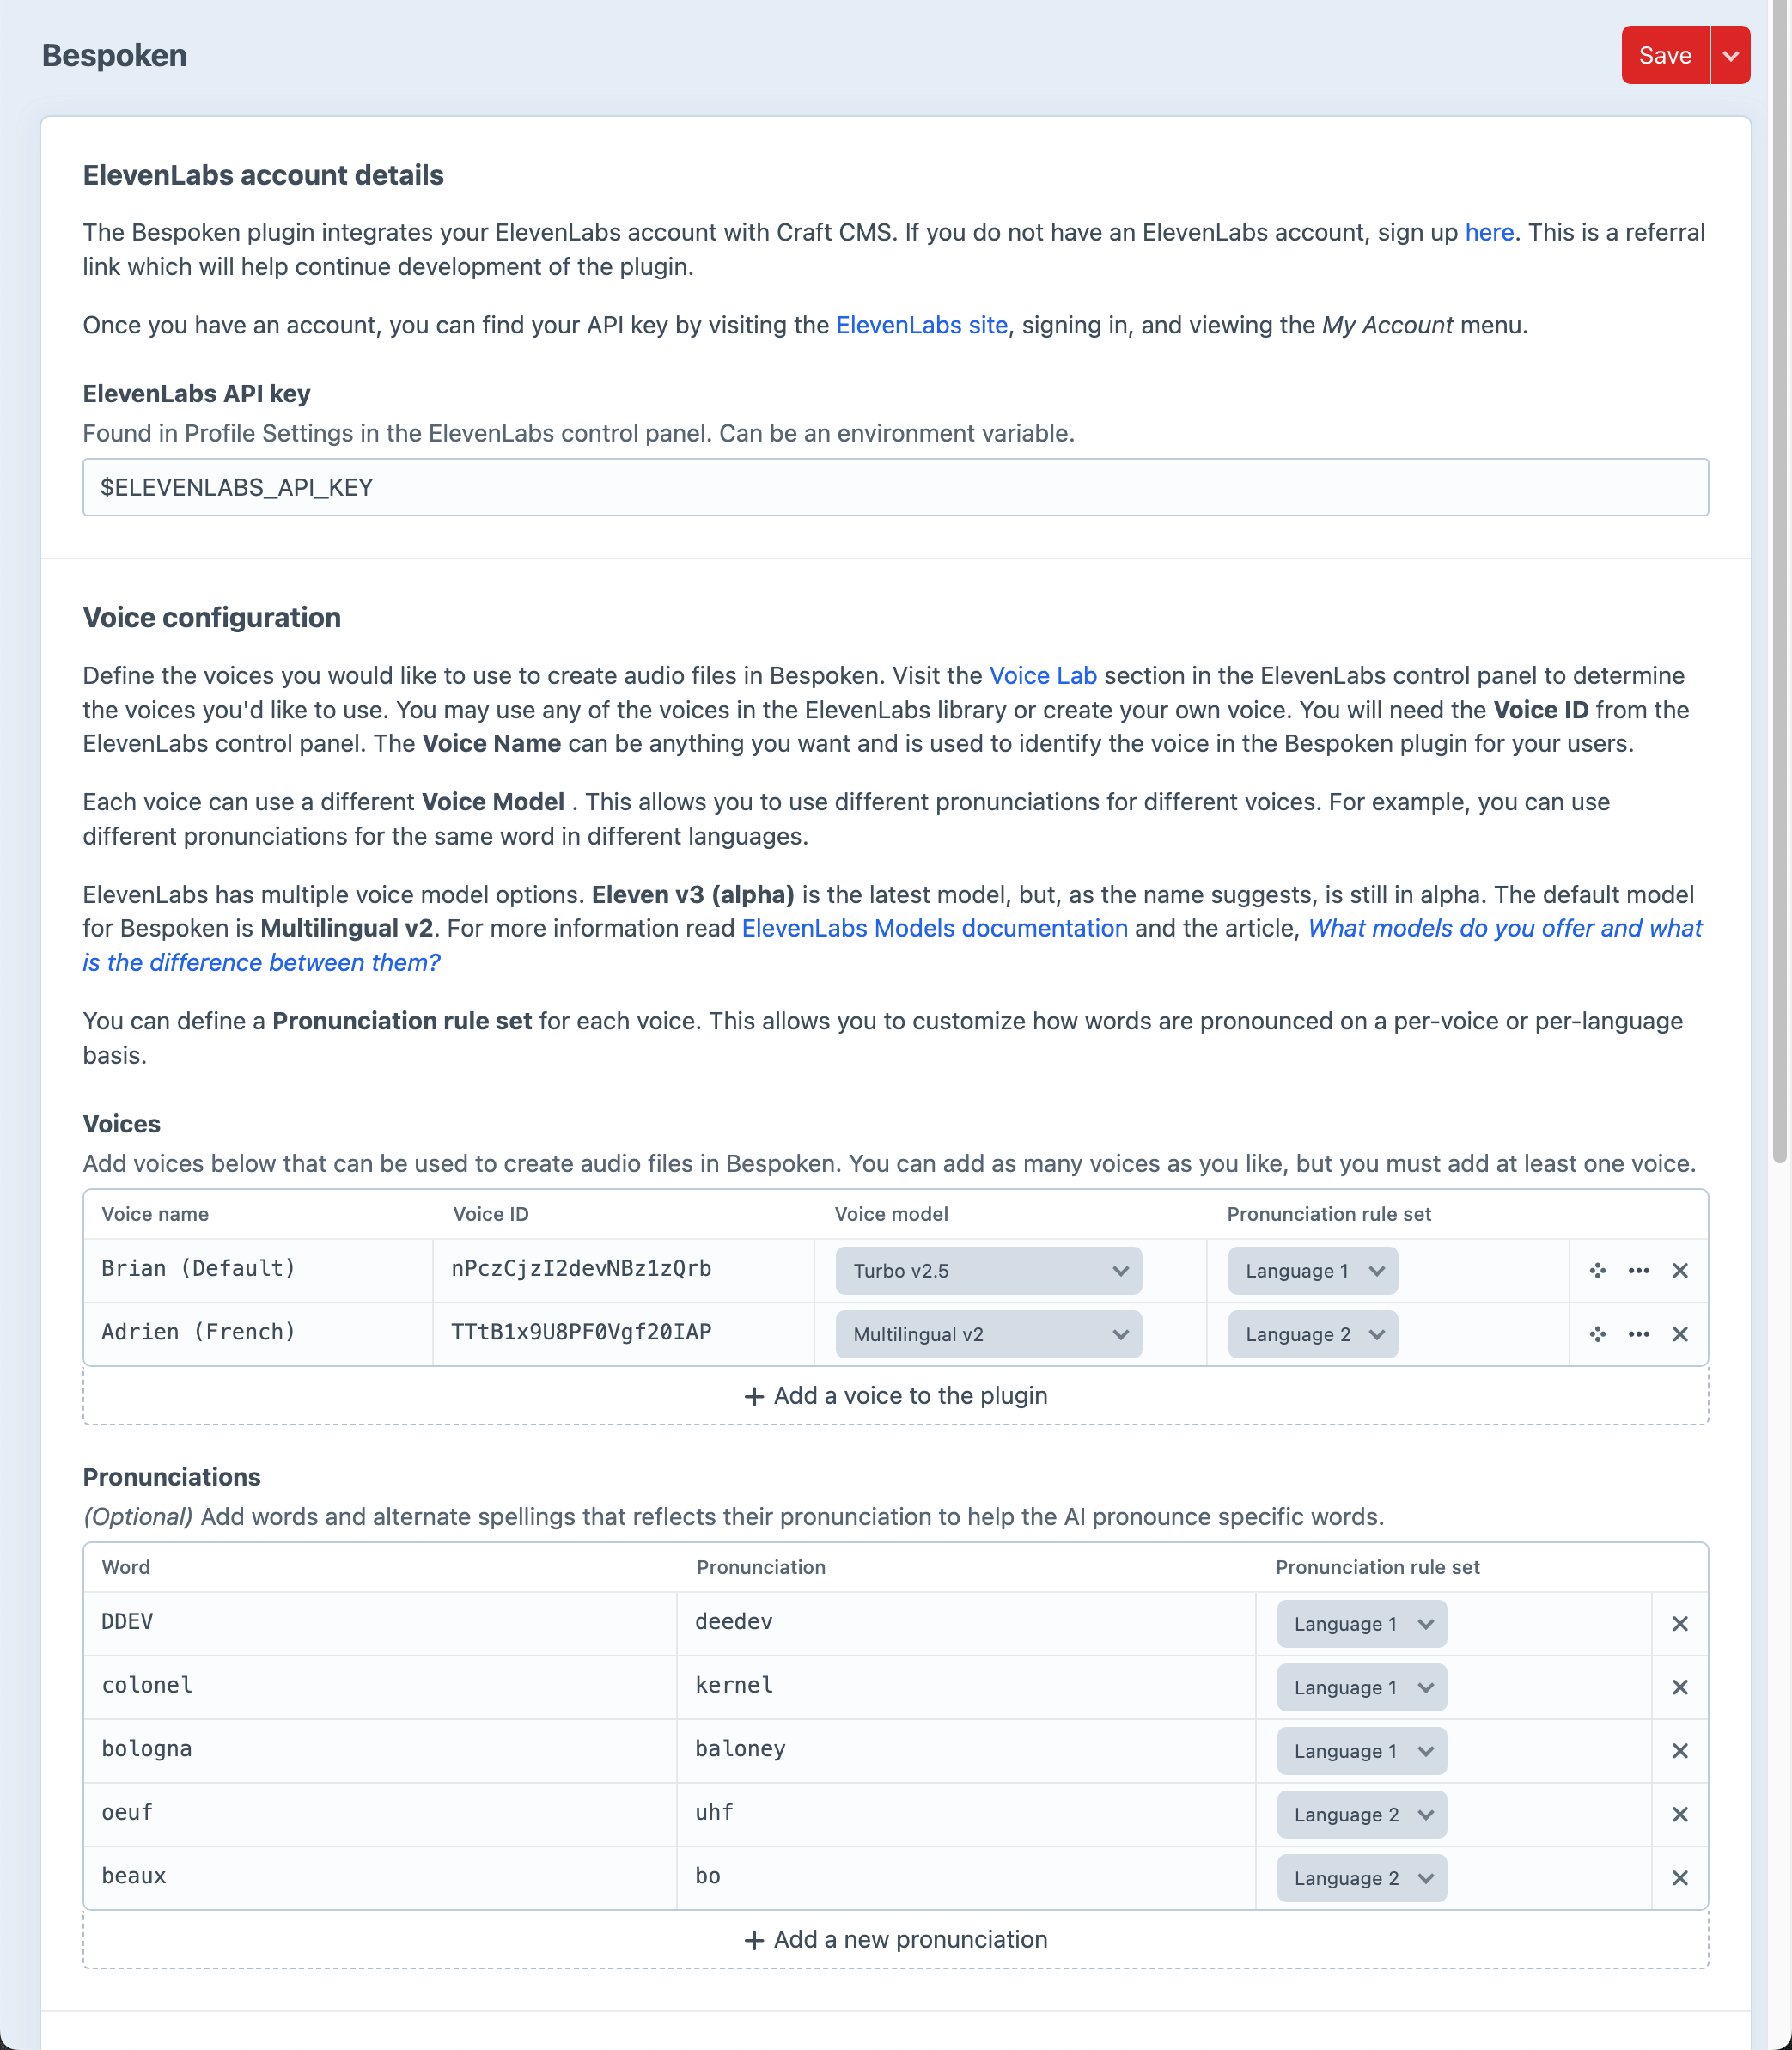 Bespoken
Save
ElevenLabs account details
The Bespoken plugin integrates your ElevenLabs account with Craft CMS. If you do not have an ElevenLabs account, sign up here. This is a referral
link which will help continue development of the plugin.
Once you have an account, you can find your API key by visiting the ElevenLabs site, signing in, and viewing the My Account menu.
ElevenLabs API key
Found in Profile Settings in the ElevenLabs control panel. Can be an environment variable.
$ELEVENLABS_API_KEY
Voice configuration
Define the voices you would like to use to create audio files in Bespoken. Visit the Voice Lab section in the ElevenLabs control panel to determine
the voices you'd like to use. You may use any of the voices in the ElevenLabs library or create your own voice. You will need the Voice ID from the
ElevenLabs control panel. The Voice Name can be anything you want and is used to identify the voice in the Bespoken plugin for your users.
Each voice can use a different Voice Model . This allows you to use different pronunciations for different voices. For example, you can use
different pronunciations for the same word in different languages.
ElevenLabs has multiple voice model options. Eleven v3 (alpha) is the latest model, but, as the name suggests, is still in alpha. The default model
for Bespoken is Multilingual v2. For more information read ElevenLabs Models documentation and the article, What models do you offer and what
is the difference between them?
You can define a Pronunciation rule set for each voice. This allows you to customize how words are pronounced on a per-voice or per-language
basis.
Voices
Add voices below that can be used to create audio files in Bespoken. You can add as many voices as you like, but you must add at least one voice.
Voice name Voice ID Voice model Pronunciation rule set
Brian (Default) nPczCjzI2devNBz1zQrb Turbo v2.5 Language 1
Adrien (French) TTtB1x9U8PF0Vgf20IAP Multilingual v2 Language 2
+ Add a voice to the plugin
Pronunciations
(Optional) Add words and alternate spellings that reflects their pronunciation to help the AI pronounce specific words.
Word Pronunciation Pronunciation rule set
DDEV deedev Language 1
colonel kernel Language 1
bologna baloney Language 1
oeuf uhf Language 2
beaux bo Language 2
+ Add a new pronunciation